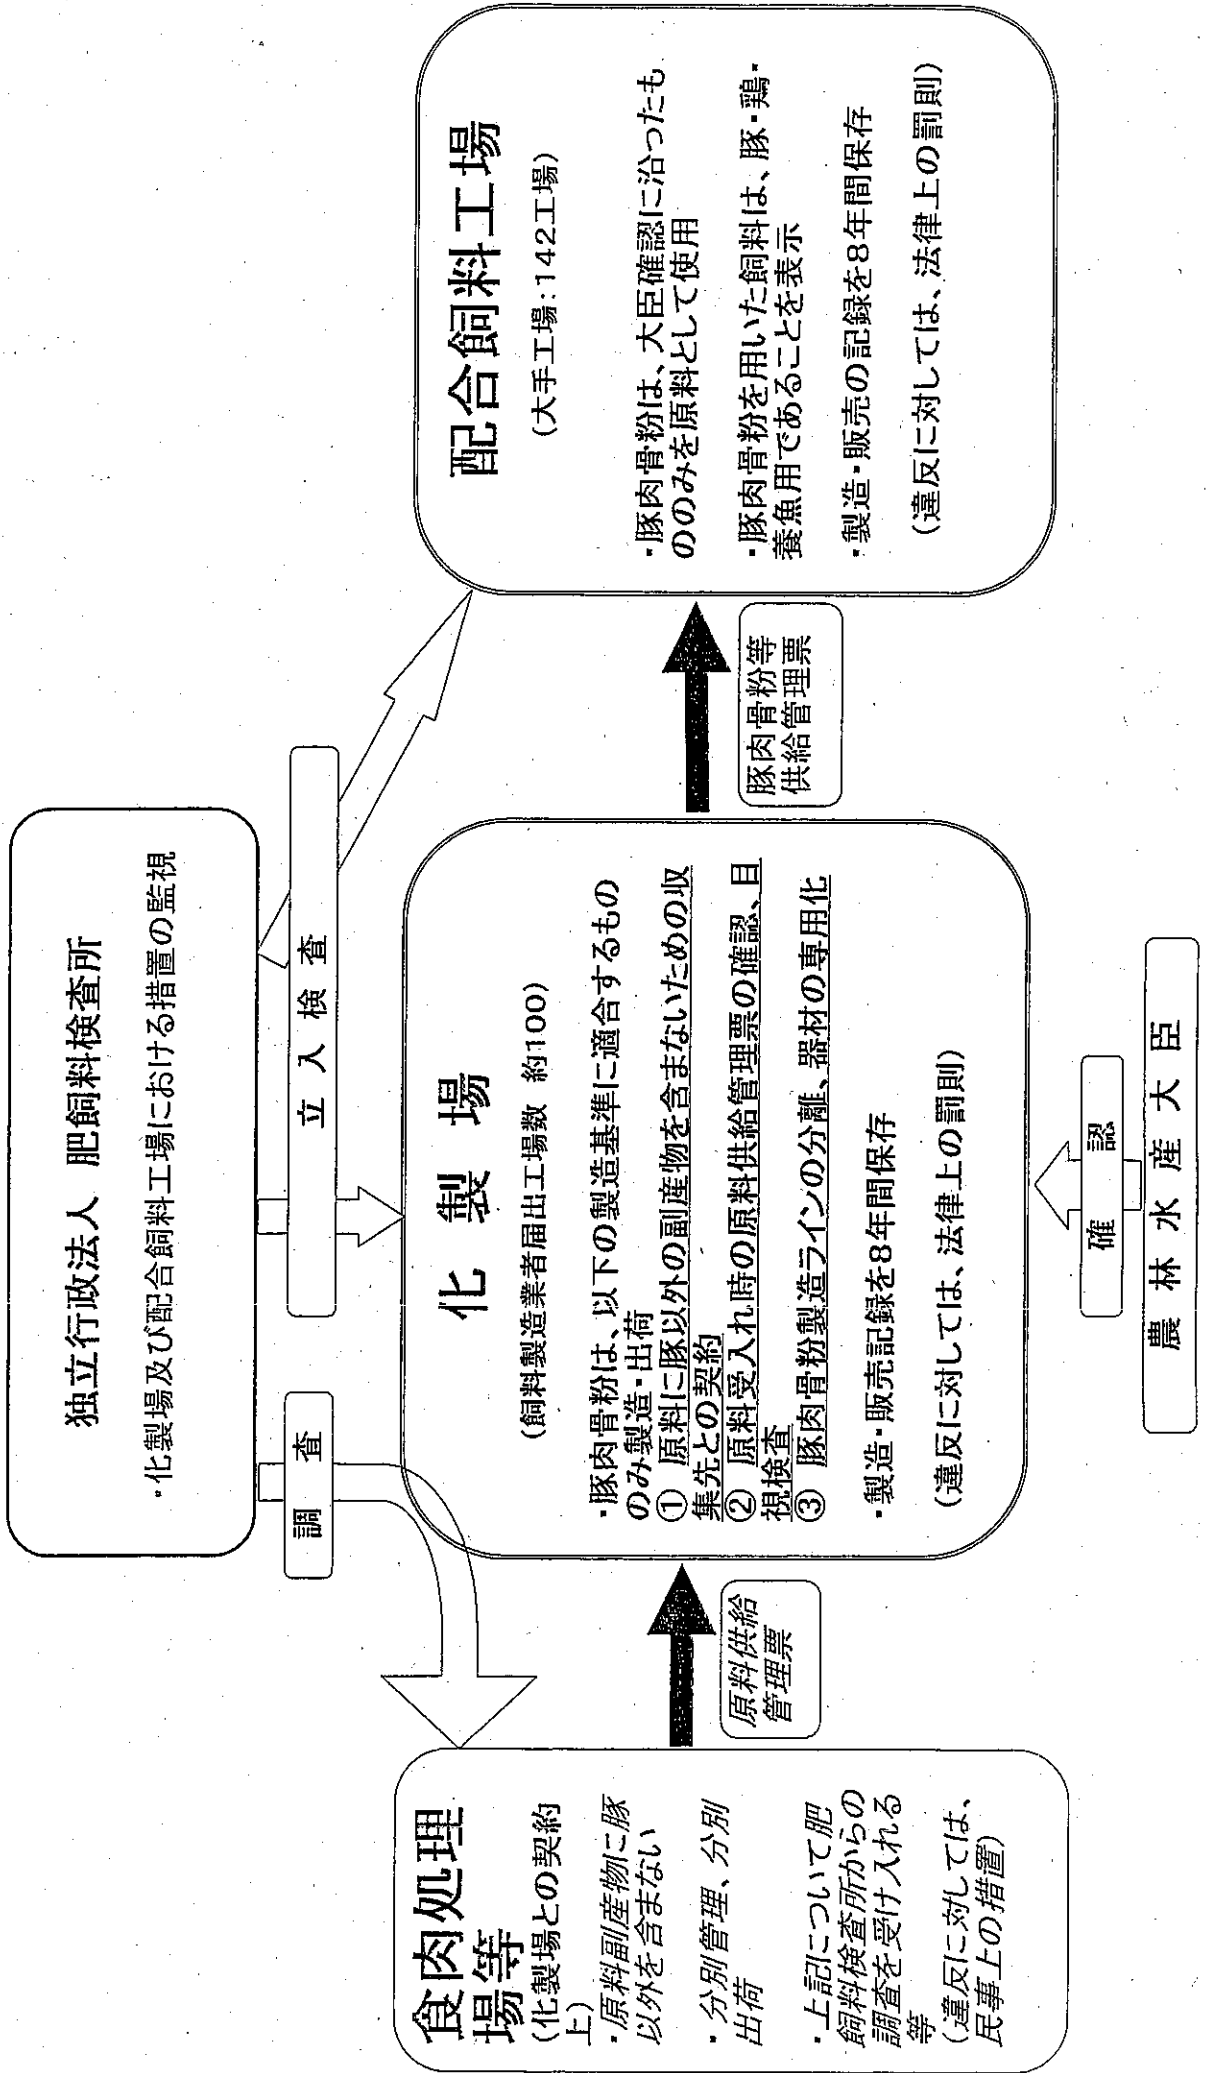 独立行政法人 肥飼料検査所
・化製場及び配合飼料工場における措置の監視
調 査
立 入 検 査
食肉処理
場等
(化製場との契約
上)
・原料副産物に豚
以外を含まない
・分別管理、分別
出荷
・上記について肥
飼料検査所からの
調査を受け入れる
等
(違反に対しては、
民事上の措置)
原料供給
管理票
化 製 場
(飼料製造業者届出工場数 約100)
・豚肉骨粉は、以下の製造基準に適合するもの
のみ製造・出荷
① 原料に豚以外の副産物を含まないための収
集先との契約
② 原料受入れ時の原料供給管理票の確認、目
視検査
③ 豚肉骨粉製造ラインの分離、器材の専用化
・製造・販売記録を8年間保存
(違反に対しては、法律上の罰則)
豚肉骨粉等
供給管理票
配合飼料工場
(大手工場:142工場)
・豚肉骨粉は、大臣確認に沿ったも
ののみを原料として使用
・豚肉骨粉を用いた飼料は、豚・鶏・
養魚用であることを表示
・製造・販売の記録を8年間保存
(違反に対しては、法律上の罰則)
確 認
農 林 水 産 大 臣